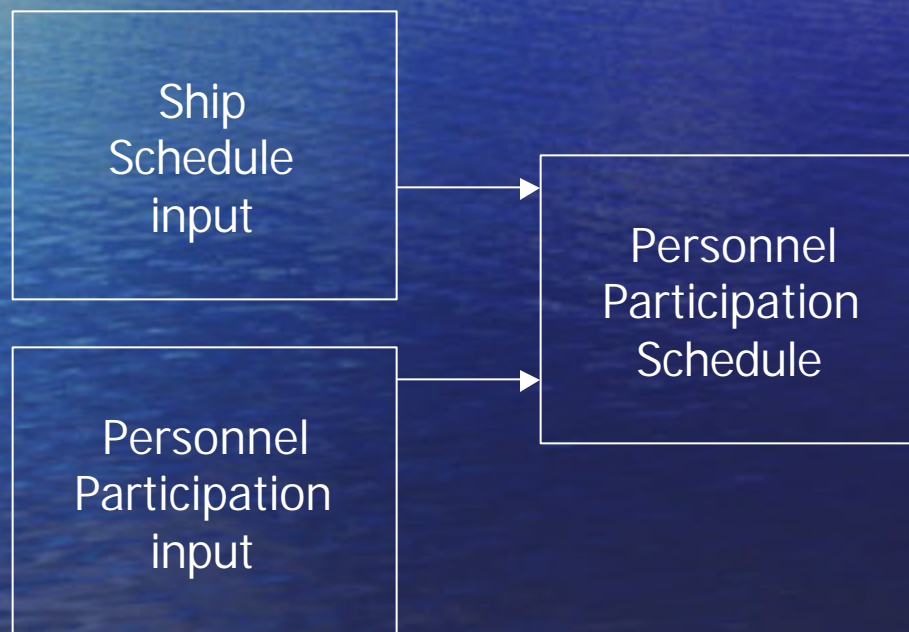 Ship
Schedule
input
Personnel
Participation
Schedule
Personnel
Participation
input